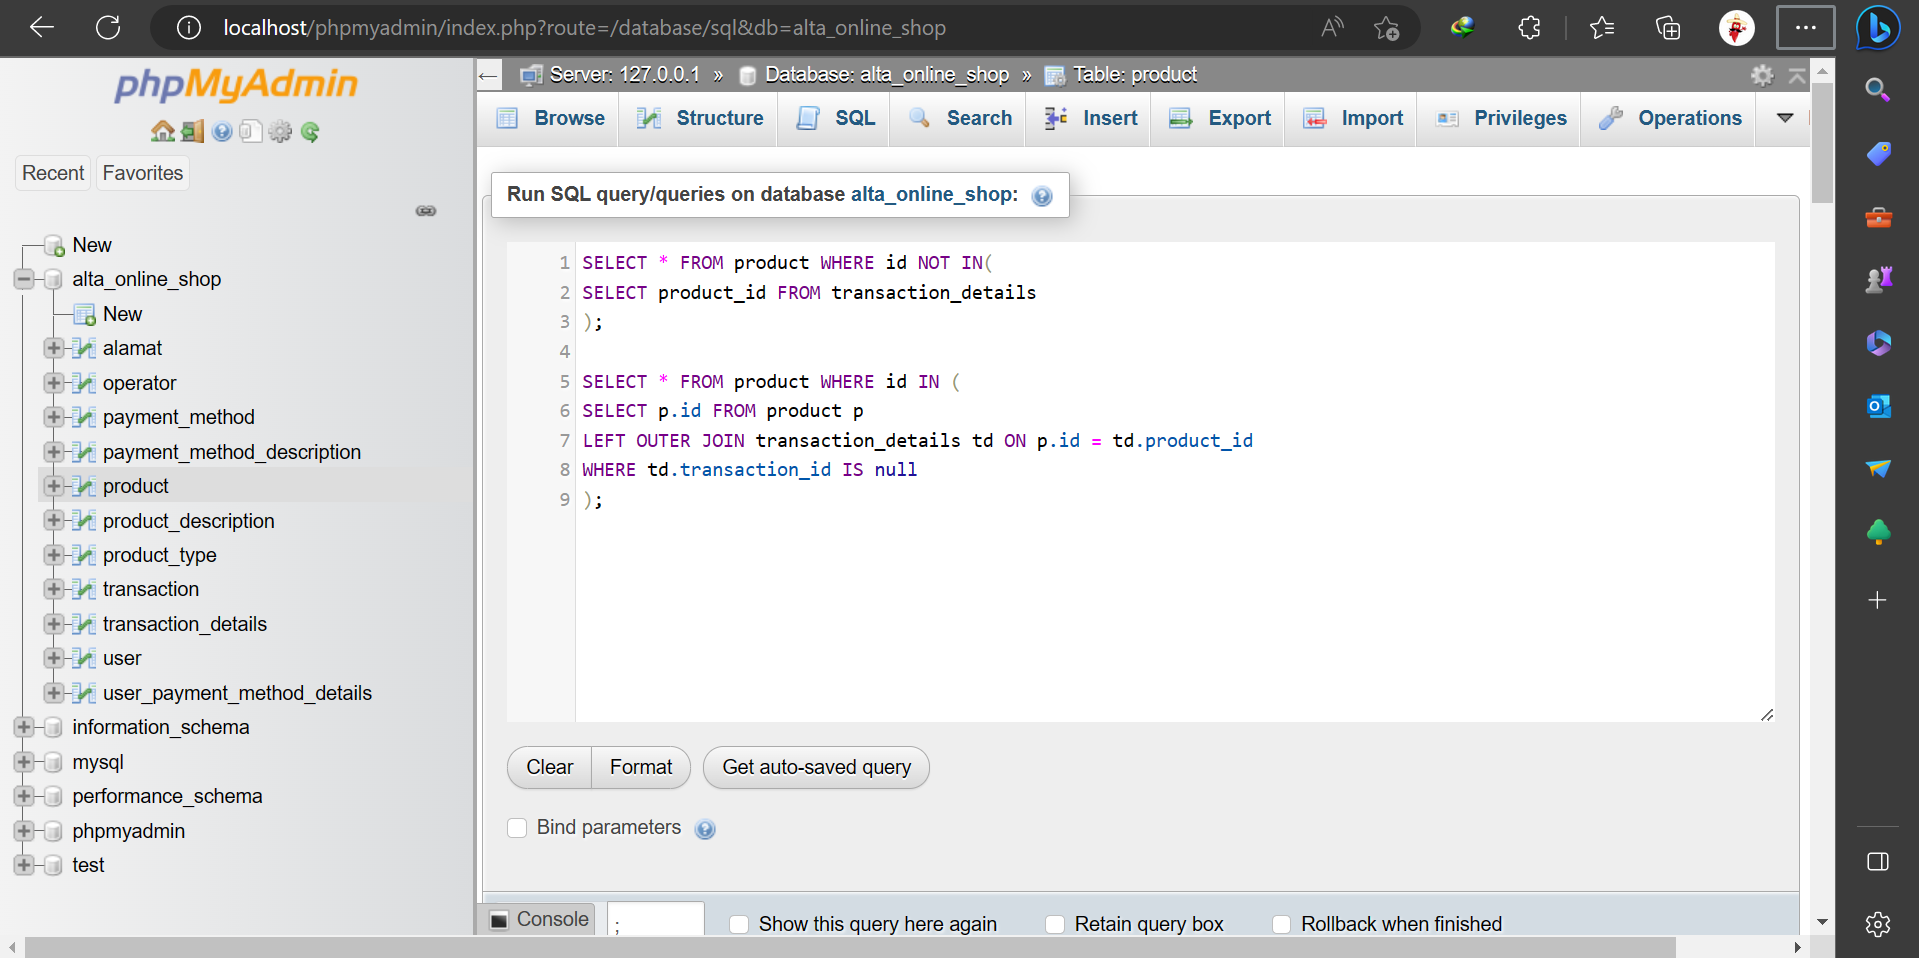 localhost/phpmyadmin/index.php?route=/database/sql&db=alta_online_shop
phpMyAdmin
Recent
Favorites
New
alta_online_shop
New
alamat
operator
payment_method
payment_method_description
product
product_description
product_type
transaction
transaction_details
user
user_payment_method_details
information_schema
mysql
performance_schema
phpmyadmin
test
Server: 127.0.0.1 » Database: alta_online_shop » Table: product
Browse Structure SQL Search Insert Export Import Privileges Operations
Run SQL query/queries on database alta_online_shop:
1 SELECT * FROM product WHERE id NOT IN(
2 SELECT product_id FROM transaction_details
3 );
4
5 SELECT * FROM product WHERE id IN (
6 SELECT p.id FROM product p
7 LEFT OUTER JOIN transaction_details td ON p.id = td.product_id
8 WHERE td.transaction_id IS null
9 );
Clear Format Get auto-saved query
Bind parameters
Console ; Show this query here again Retain query box Rollback when finished